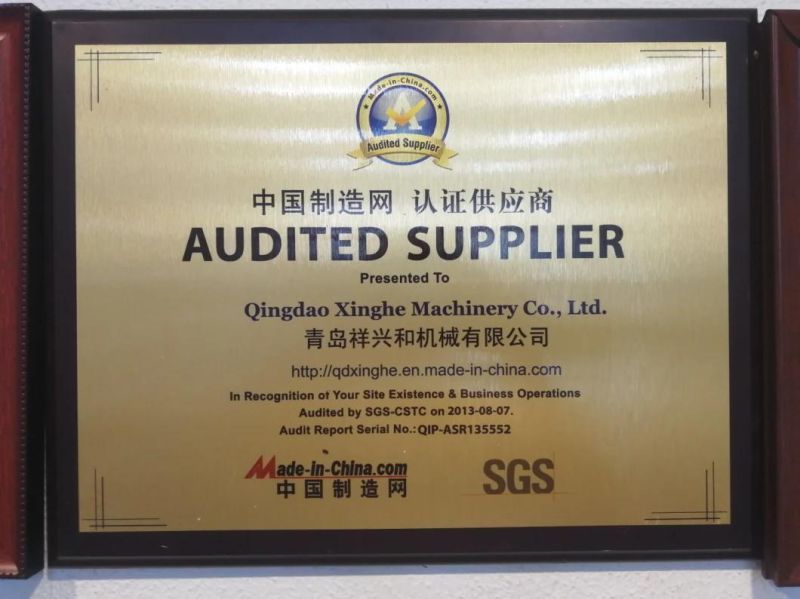 Made-in-China.com
Audited Supplier
中国制造网 认证供应商
AUDITED SUPPLIER
Presented To
Qingdao Xinghe Machinery Co., Ltd.
青岛祥兴和机械有限公司
http://qdxinghe.en.made-in-china.com
In Recognition of Your Site Existence & Business Operations
Audited by SGS-CSTC on 2013-08-07.
Audit Report Serial No.:QIP-ASR135552
Made-in-China.com
中国制造网
SGS